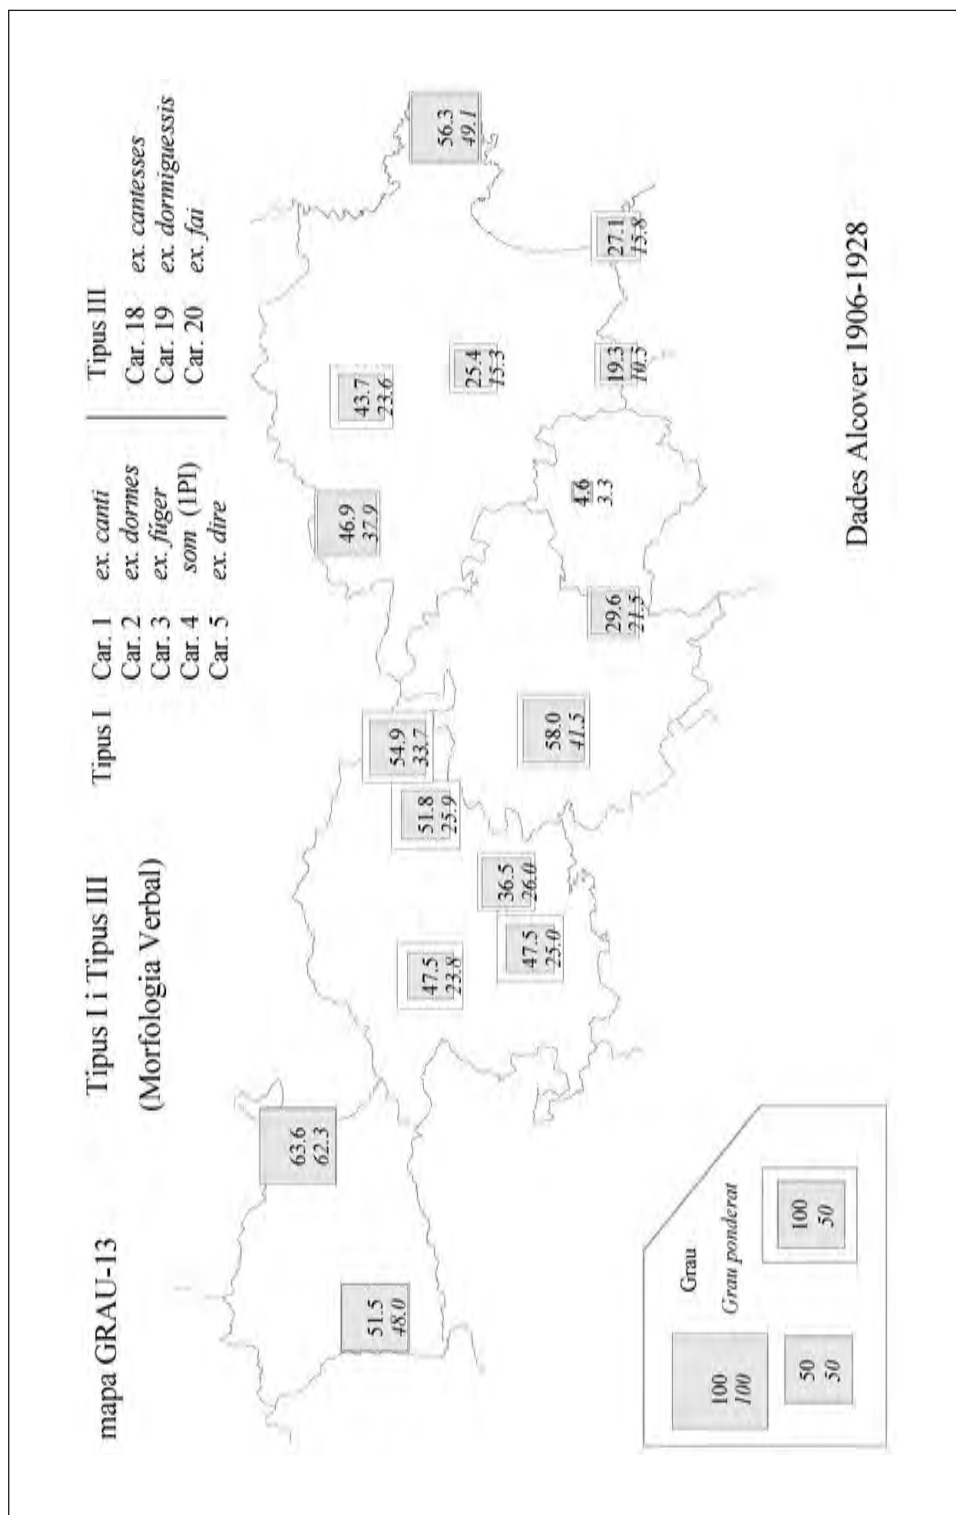 mapa GRAU-13
Tipus I i Tipus III
(Morfologia Verbal)
Tipus I
Car. 1 ex. canti
Car. 2 ex. dormes
Car. 3 ex. fúger
Car. 4 som (1Pl)
Car. 5 ex. dire
Tipus III
Car. 18 ex. cantesses
Car. 19 ex. dormiguessis
Car. 20 ex. fai
63.6
62.3
51.5
48.0
47.5
23.8
47.5
25.0
36.5
26.0
51.8
25.9
54.9
33.7
58.0
41.5
46.9
37.9
43.7
23.6
29.6
21.5
4.6
3.3
25.4
15.3
19.3
10.5
27.1
15.8
56.3
49.1
Grau
Grau ponderat
100
100
50
50
100
50
Dades Alcover 1906-1928